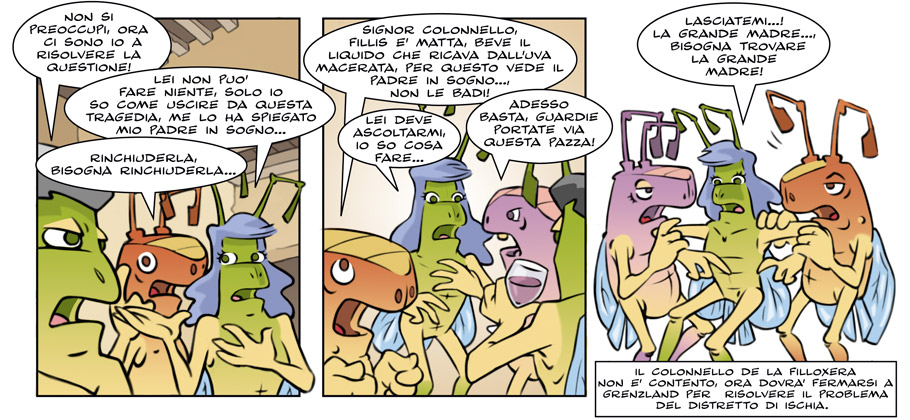 NON SI
PREOCCUPI, ORA
CI SONO IO A
RISOLVERE LA
QUESTIONE!
LEI NON PUO'
FARE NIENTE, SOLO IO
SO COME USCIRE DA QUESTA
TRAGEDIA, ME LO HA SPIEGATO
MIO PADRE IN SOGNO...
RINCHIUDERLA,
BISOGNA RINCHIUDERLA...
SIGNOR COLONNELLO,
FILLIS E' MATTA, BEVE IL
LIQUIDO CHE RICAVA DALL'UVA
MACERATA, PER QUESTO VEDE IL
PADRE IN SOGNO...,
NON LE BADI!
LEI DEVE
ASCOLTARMI,
IO SO COSA
FARE...
ADESSO
BASTA, GUARDIE
PORTATE VIA
QUESTA PAZZA!
LASCIATEMI...!
LA GRANDE MADRE...,
BISOGNA TROVARE
LA GRANDE
MADRE!
IL COLONNELLO DE LA FILLOXERA
NON E' CONTENTO, ORA DOVRA' FERMARSI A
GRENZLAND PER RISOLVERE IL PROBLEMA
DEL DISTRETTO DI ISCHIA.